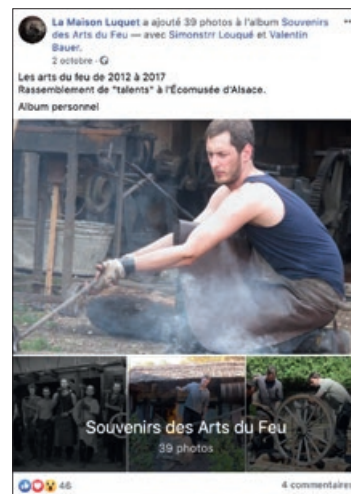 La Maison Luquet a ajouté 39 photos à l'album Souvenirs
des Arts du Feu — avec Simonstrr Louqué et Valentin
Bauer.
2 octobre ·
Les arts du feu de 2012 à 2017
Rassemblement de "talents" à l'Écomusée d'Alsace.
Album personnel
Souvenirs des Arts du Feu
39 photos
46
4 commentaires